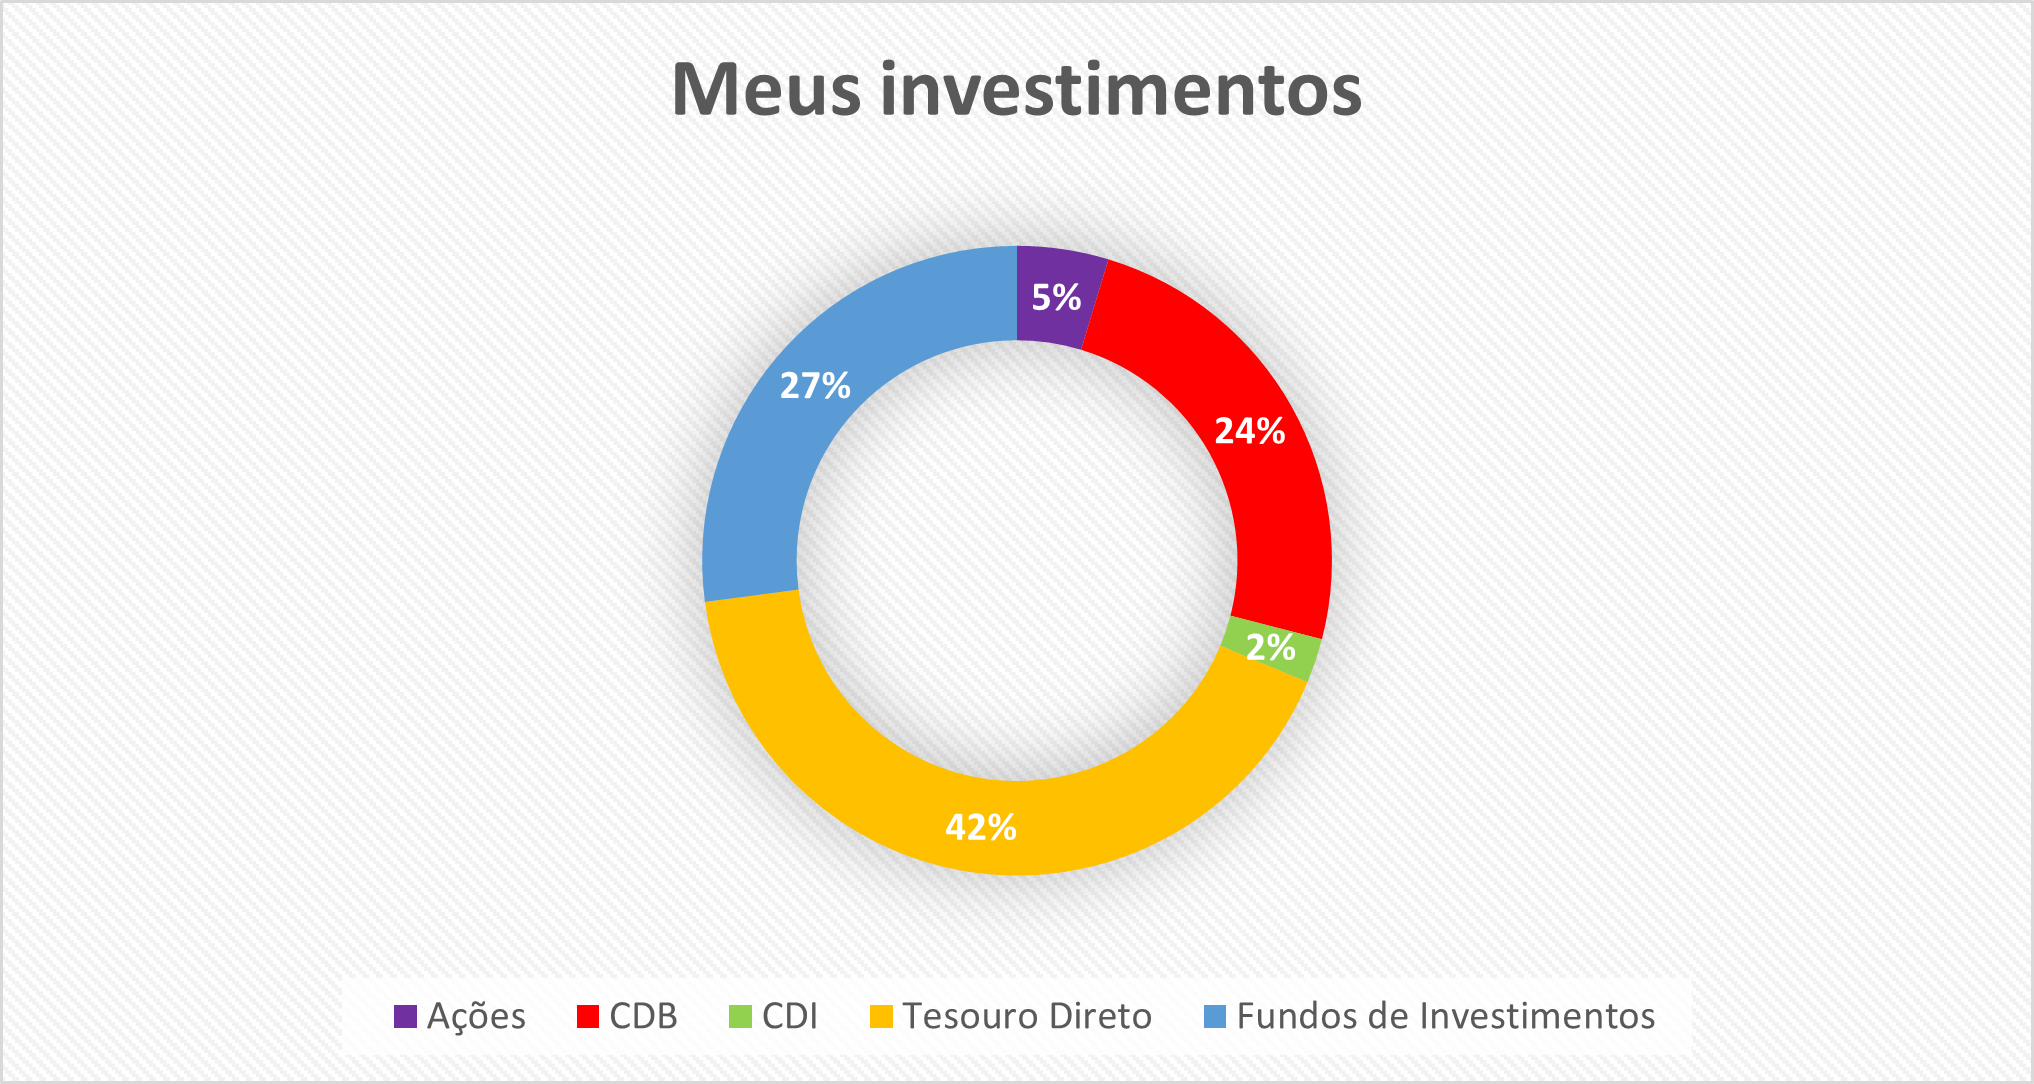 Meus investimentos
5%
27%
24%
2%
42%
Ações CDB CDI Tesouro Direto Fundos de Investimentos